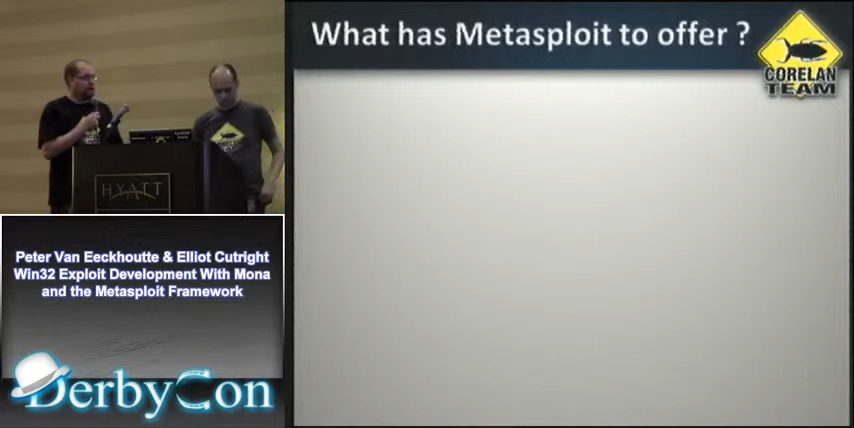 What has Metasploit to offer ?
CORELAN
TEAM
HYATT
Peter Van Eeckhoutte & Elliot Cutright
Win32 Exploit Development With Mona
and the Metasploit Framework
DerbyCon